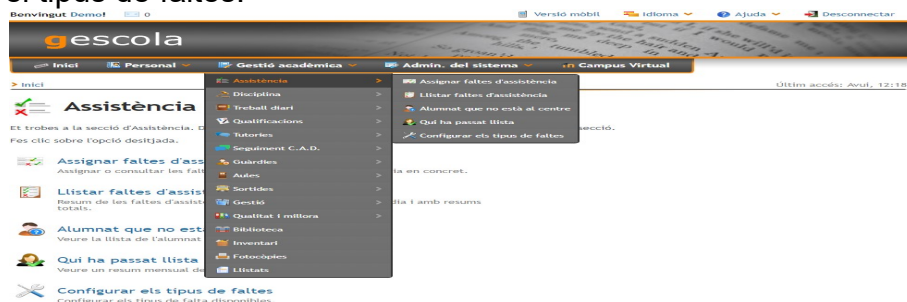 els tipus de faltes.
Benvingut Demo! 0 Versió mòbil Idioma Ajuda Desconnectar
gescola
Inici Personal Gestió acadèmica Admin. del sistema Campus Virtual
> Inici
Últim accés: Avui, 12:18
Assistència >
Disciplina >
Treball diari >
Qualificacions >
Tutories >
Seguiment C.A.D. >
Guàrdies >
Aules >
Sortides >
Gestió >
Qualitat i millora >
Biblioteca
Inventari
Fotocòpies
Llistats
Assignar faltes d'assistència
Llistar faltes d'assistència
Alumnat que no està al centre
Qui ha passat llista
Configurar els tipus de faltes
Assistència
Et trobes a la secció d'Assistència. secció.
Fes clic sobre l'opció desitjada.
Assignar faltes d'ass
Assignar o consultar les falt ia en concret.
Llistar faltes d'assis
Resum de les faltes d'assist dia i amb resums
totals.
Alumnat que no est
Veure la llista de l'alumnat
Qui ha passat llista
Veure un resum mensual de
Configurar els tipus de faltes
Configurar els tipus de falta disponibles.